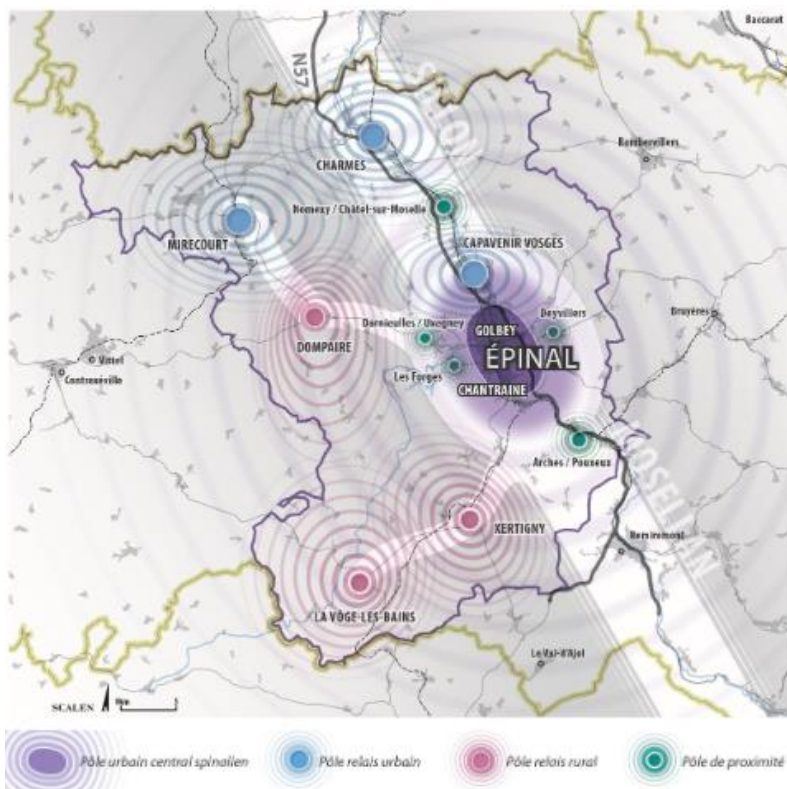 Baccarat
N57
SILLON
Rambervillers
CHARMES
Nomexy / Châtel-sur-Moselle
MIRECOURT
CAPAVENIR VOSGES
Deyvillers
Bruyères
Darnieulles / Uxegney
GOLBEY
DOMPAIRE
ÉPINAL
Vittel
Contrexéville
Les Forges
CHANTRAINE
Arches / Pouxeux
MOSELLAN
XERTIGNY
Remiremont
LA VÔGE-LES-BAINS
Le Val-d'Ajol
SCALEN
Pôle urbain central spinalien
Pôle relais urbain
Pôle relais rural
Pôle de proximité